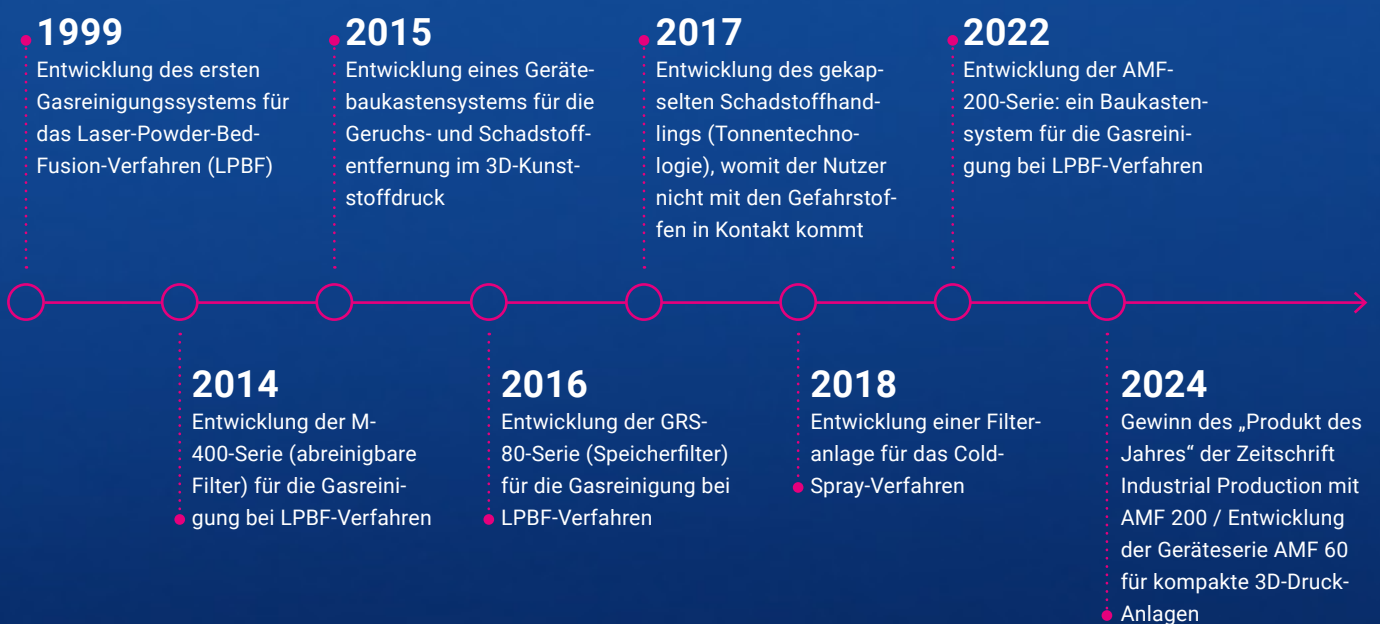 1999
Entwicklung des ersten
Gasreinigungssystems für
das Laser-Powder-Bed-
Fusion-Verfahren (LPBF)
2015
Entwicklung eines Geräte-
baukastensystems für die
Geruchs- und Schadstoff-
entfernung im 3D-Kunst-
stoffdruck
2017
Entwicklung des gekap-
selten Schadstoffhand-
lings (Tonnentechno-
logie), womit der Nutzer
nicht mit den Gefahrstof-
fen in Kontakt kommt
2022
Entwicklung der AMF-
200-Serie: ein Baukasten-
system für die Gasreini-
gung bei LPBF-Verfahren
2014
Entwicklung der M-
400-Serie (abreinigbare
Filter) für die Gasreini-
gung bei LPBF-Verfahren
2016
Entwicklung der GRS-
80-Serie (Speicherfilter)
für die Gasreinigung bei
LPBF-Verfahren
2018
Entwicklung einer Filter-
anlage für das Cold-
Spray-Verfahren
2024
Gewinn des „Produkt des
Jahres“ der Zeitschrift
Industrial Production mit
AMF 200 / Entwicklung
der Geräteserie AMF 60
für kompakte 3D-Druck-
Anlagen